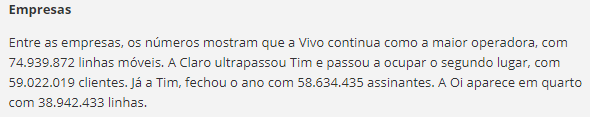 Empresas
Entre as empresas, os números mostram que a Vivo continua como a maior operadora, com
74.939.872 linhas móveis. A Claro ultrapassou Tim e passou a ocupar o segundo lugar, com
59.022.019 clientes. Já a Tim, fechou o ano com 58.634.435 assinantes. A Oi aparece em quarto
com 38.942.433 linhas.